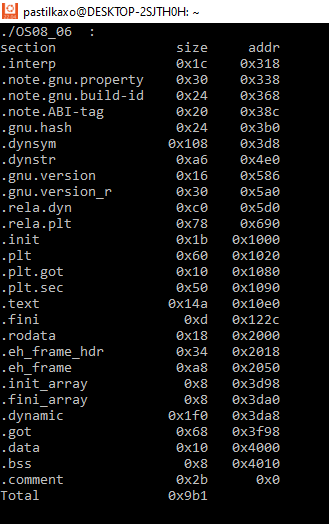 pastilkaxo@DESKTOP-2SJTH0H: ~
./OS08_06  :
section               size     addr
.interp               0x1c    0x318
.note.gnu.property    0x30    0x338
.note.gnu.build-id    0x24    0x368
.note.ABI-tag         0x20    0x38c
.gnu.hash             0x24    0x3b0
.dynsym              0x108    0x3d8
.dynstr               0xa6    0x4e0
.gnu.version          0x16    0x586
.gnu.version_r        0x30    0x5a0
.rela.dyn             0xc0    0x5d0
.rela.plt             0x78    0x690
.init                 0x1b   0x1000
.plt                  0x60   0x1020
.plt.got              0x10   0x1080
.plt.sec              0x50   0x1090
.text                0x14a   0x10e0
.fini                  0xd   0x122c
.rodata               0x18   0x2000
.eh_frame_hdr         0x34   0x2018
.eh_frame             0xa8   0x2050
.init_array            0x8   0x3d98
.fini_array            0x8   0x3da0
.dynamic             0x1f0   0x3da8
.got                  0x68   0x3f98
.data                 0x10   0x4000
.bss                   0x8   0x4010
.comment              0x2b      0x0
Total                0x9b1